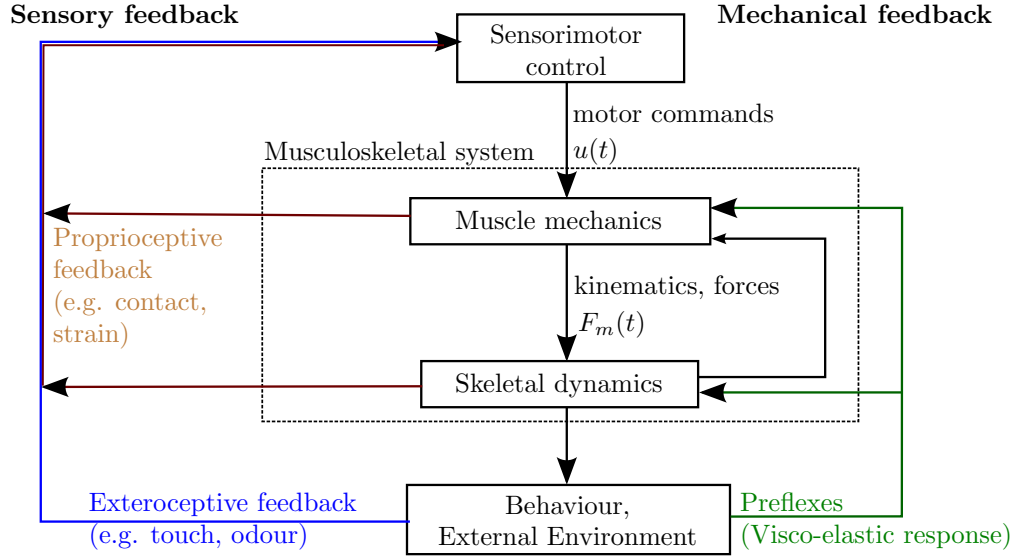 Sensory feedback
Mechanical feedback
Sensorimotor
control
motor commands
u(t)
Musculoskeletal system
Muscle mechanics
Proprioceptive
feedback
(e.g. contact,
strain)
kinematics, forces
F_m(t)
Skeletal dynamics
Exteroceptive feedback
(e.g. touch, odour)
Behaviour,
External Environment
Preflexes
(Visco-elastic response)